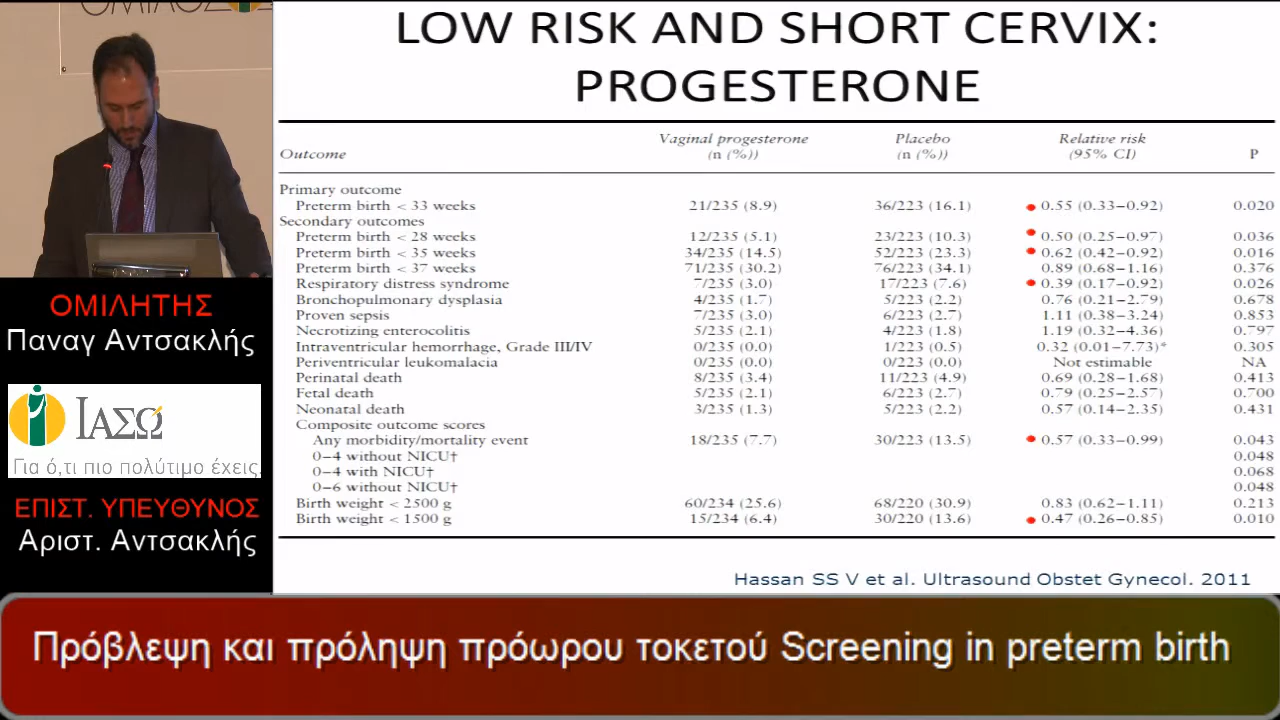 LOW RISK AND SHORT CERVIX:
PROGESTERONE
Outcome Vaginal progesterone (n (%)) Placebo (n (%)) Relative risk (95% CI) P
Primary outcome
Preterm birth < 33 weeks 21/235 (8.9) 36/223 (16.1) 0.55 (0.33–0.92) 0.020
Secondary outcomes
Preterm birth < 28 weeks 12/235 (5.1) 23/223 (10.3) 0.50 (0.25–0.97) 0.036
Preterm birth < 35 weeks 34/235 (14.5) 52/223 (23.3) 0.62 (0.42–0.92) 0.016
Preterm birth < 37 weeks 71/235 (30.2) 76/223 (34.1) 0.89 (0.68–1.16) 0.376
Respiratory distress syndrome 7/235 (3.0) 17/223 (7.6) 0.39 (0.17–0.92) 0.026
Bronchopulmonary dysplasia 4/235 (1.7) 5/223 (2.2) 0.76 (0.21–2.79) 0.678
Proven sepsis 7/235 (3.0) 6/223 (2.7) 1.11 (0.38–3.24) 0.853
Necrotizing enterocolitis 5/235 (2.1) 4/223 (1.8) 1.19 (0.32–4.36) 0.797
Intraventricular hemorrhage, Grade III/IV 0/235 (0.0) 1/223 (0.5) 0.32 (0.01–7.73)* 0.305
Periventricular leukomalacia 0/235 (0.0) 0/223 (0.0) Not estimable NA
Perinatal death 8/235 (3.4) 11/223 (4.9) 0.69 (0.28–1.68) 0.413
Fetal death 5/235 (2.1) 6/223 (2.7) 0.79 (0.25–2.57) 0.700
Neonatal death 3/235 (1.3) 5/223 (2.2) 0.57 (0.14–2.35) 0.431
Composite outcome scores
Any morbidity/mortality event 18/235 (7.7) 30/223 (13.5) 0.57 (0.33–0.99) 0.043
0–4 without NICU† 0.048
0–4 with NICU† 0.068
0–6 without NICU† 0.048
Birth weight < 2500 g 60/234 (25.6) 68/220 (30.9) 0.83 (0.62–1.11) 0.213
Birth weight < 1500 g 15/234 (6.4) 30/220 (13.6) 0.47 (0.26–0.85) 0.010
Hassan SS V et al. Ultrasound Obstet Gynecol. 2011
ΟΜΙΛΗΤΗΣ
Παναγ Αντσακλής
ΙΑΣΩ
Για ό,τι πιο πολύτιμο έχεις.
ΕΠΙΣΤ. ΥΠΕΥΘΥΝΟΣ
Αριστ. Αντσακλής
Πρόβλεψη και πρόληψη πρόωρου τοκετού Screening in preterm birth